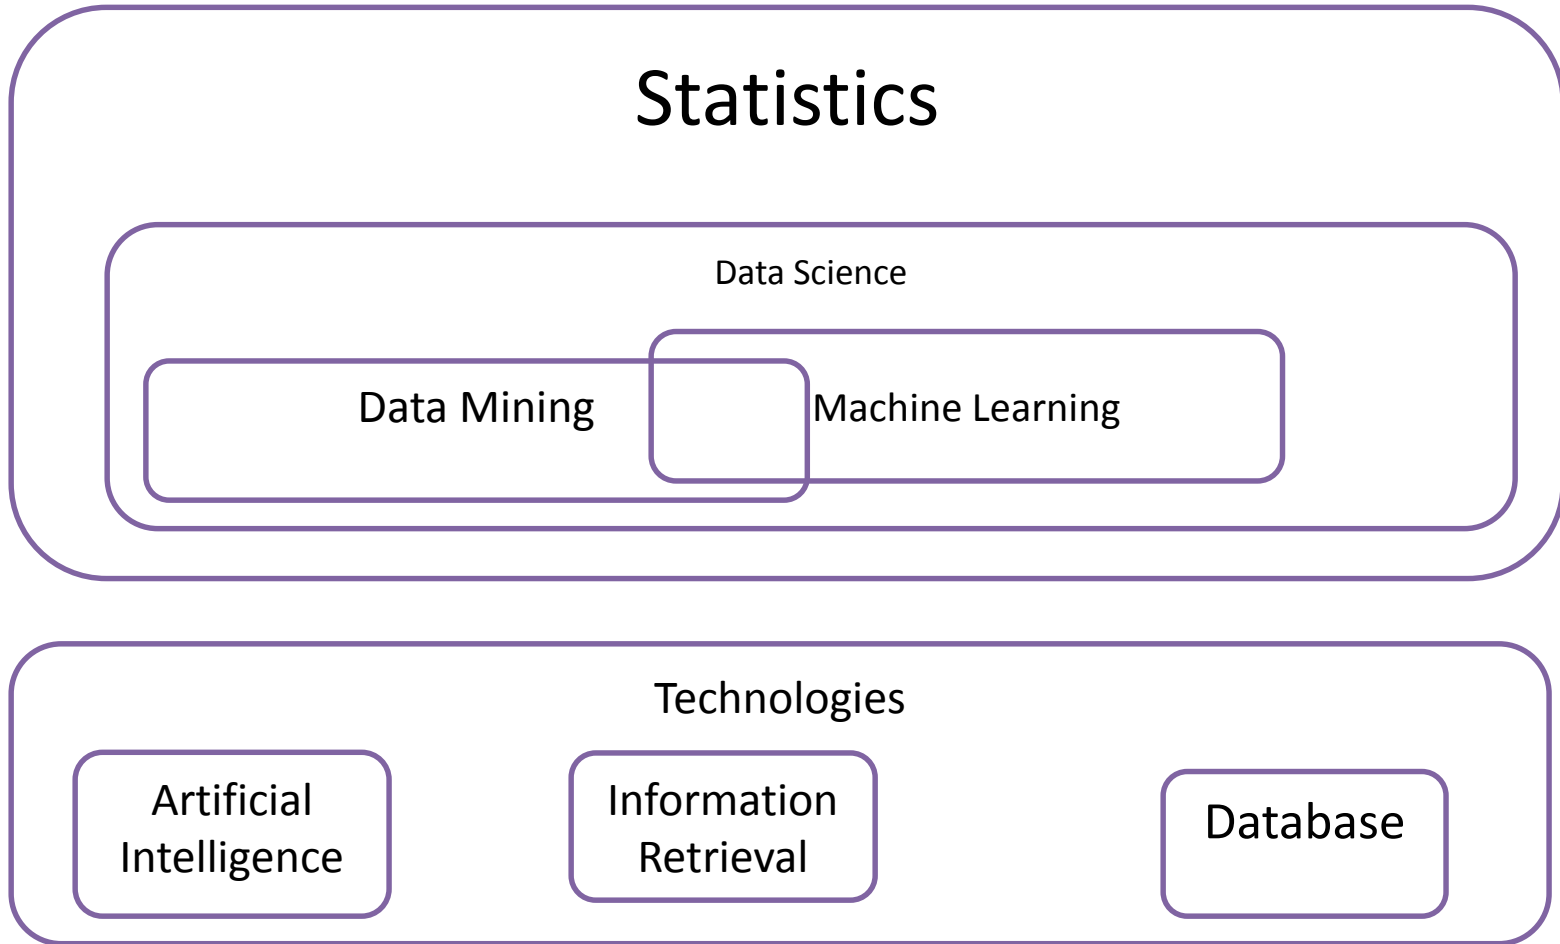 Statistics
Data Science
Data Mining
Machine Learning
Technologies
Artificial
Intelligence
Information
Retrieval
Database